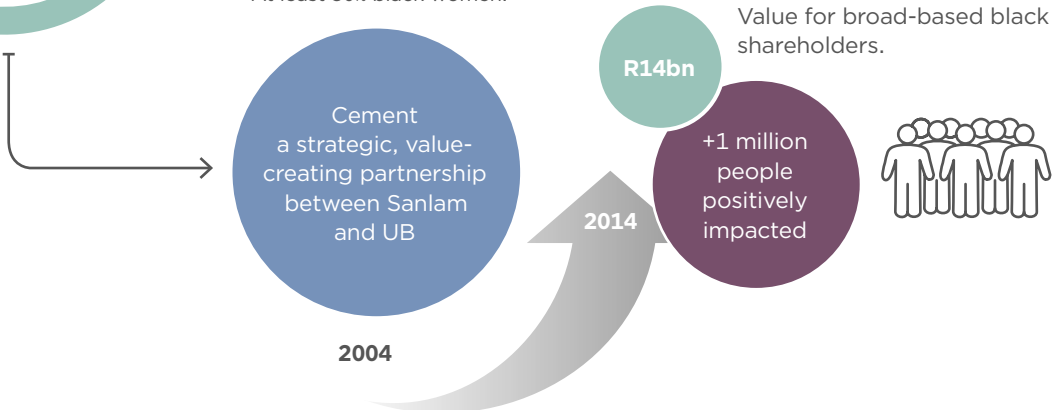 Value for broad-based black
shareholders.
R14bn
Cement
a strategic, value-
creating partnership
between Sanlam
and UB
+1 million
people
positively
impacted
2014
2004